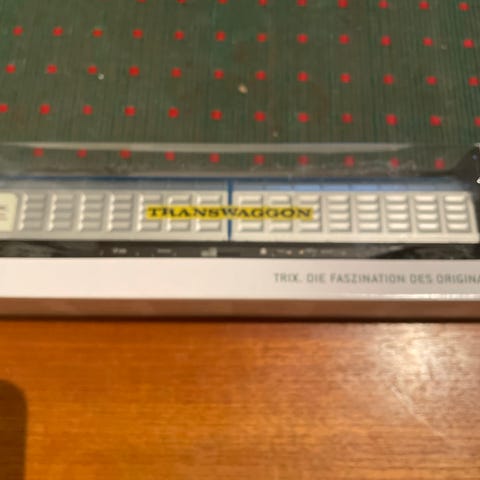 TRANSWAGGON
TRIX. DIE FASZINATION DES ORIGINA